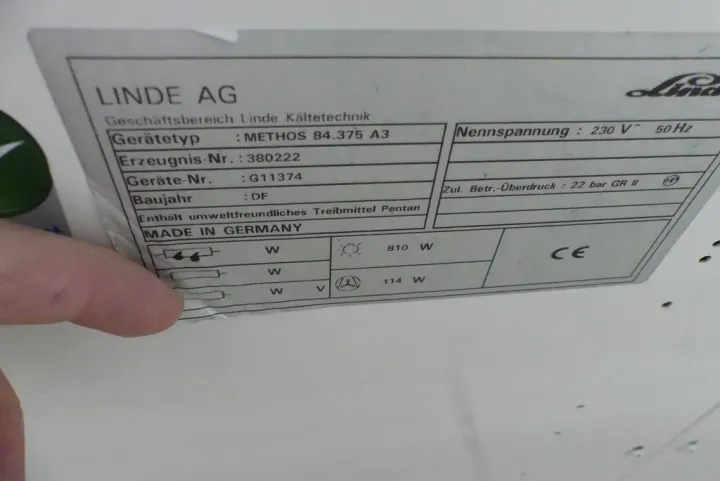 LINDE AG
Linde
Geschäftsbereich Linde Kältetechnik
Gerätetyp : METHOS 84.375 A3
Nennspannung : 230 V~ 50 Hz
Erzeugnis-Nr. : 380222
Geräte-Nr. : G11374
Zul. Betr.-Überdruck : 22 bar GR II
Baujahr : DF
Enthält umweltfreundliches Treibmittel Pentan
MADE IN GERMANY
W
810 W
CE
W
114 W
W V